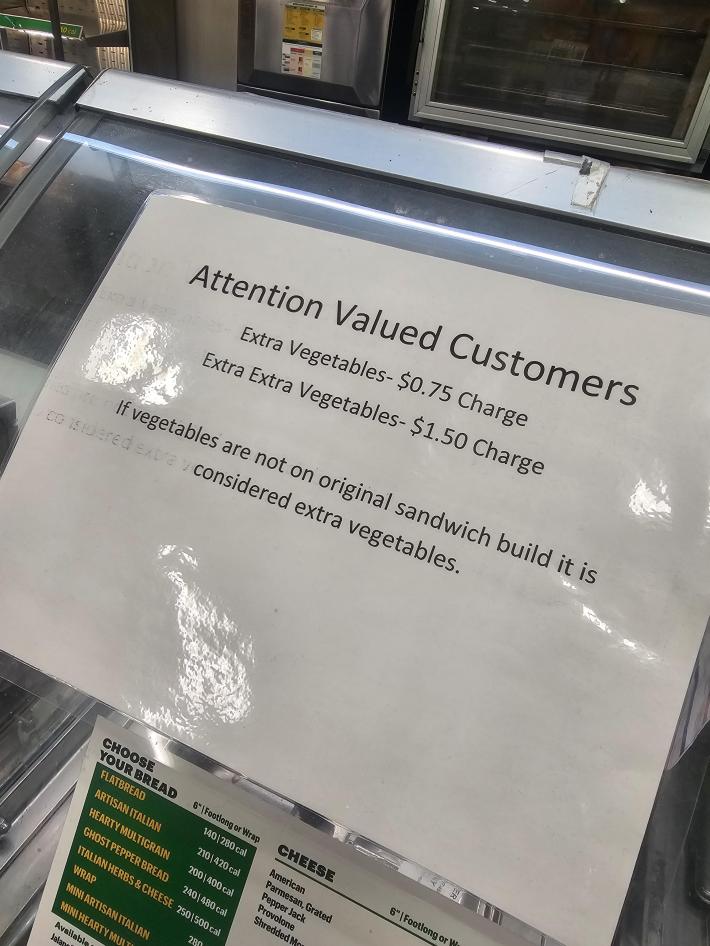 Attention Valued Customers
Extra Vegetables- $0.75 Charge
Extra Extra Vegetables- $1.50 Charge
If vegetables are not on original sandwich build it is
considered extra vegetables.
CHOOSE
YOUR BREAD
6" | Footlong or Wrap
FLATBREAD 140|280 cal
ARTISAN ITALIAN 210|420 cal
HEARTY MULTIGRAIN 200|400 cal
GHOST PEPPER BREAD 240|480 cal
ITALIAN HERBS & CHEESE 250|500 cal
WRAP 280
MINI ARTISAN ITALIAN
MINI HEARTY
Available
CHEESE
6" | Footlong or
American
Parmesan, Grated
Pepper Jack
Provolone
Shredded